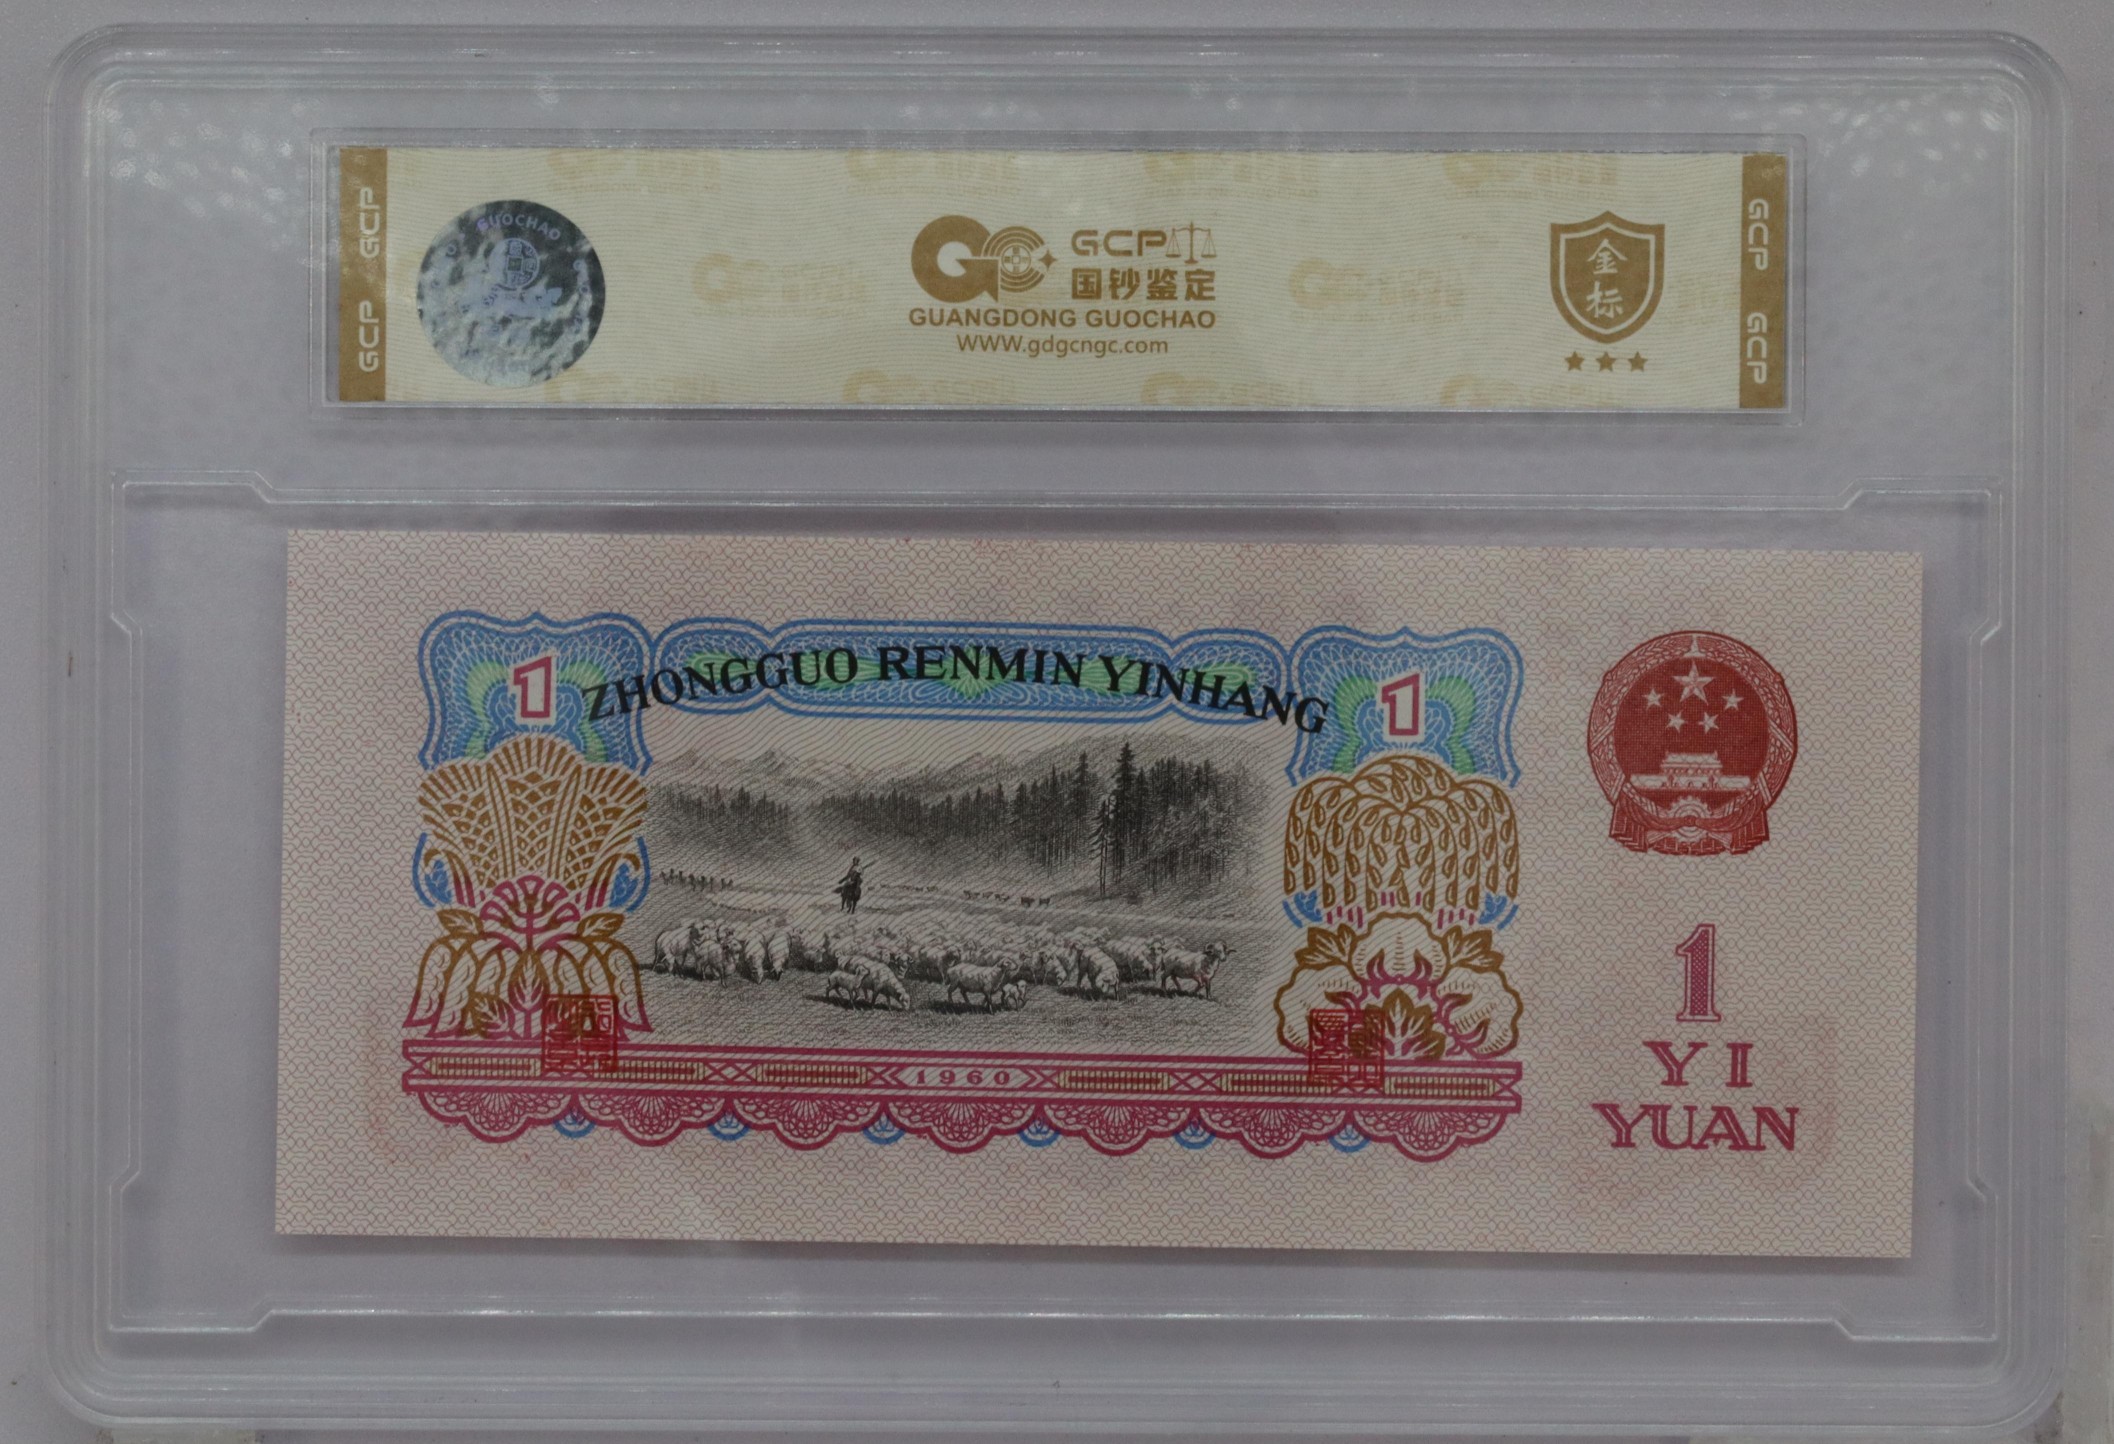 GCP
GCP
GUOCHAO
GCP
国钞鉴定
GUANGDONG GUOCHAO
WWW.gdgcngc.com
金标
GCP
GCP
1
ZHONGGUO RENMIN YINHANG
1
1960
1
YI
YUAN